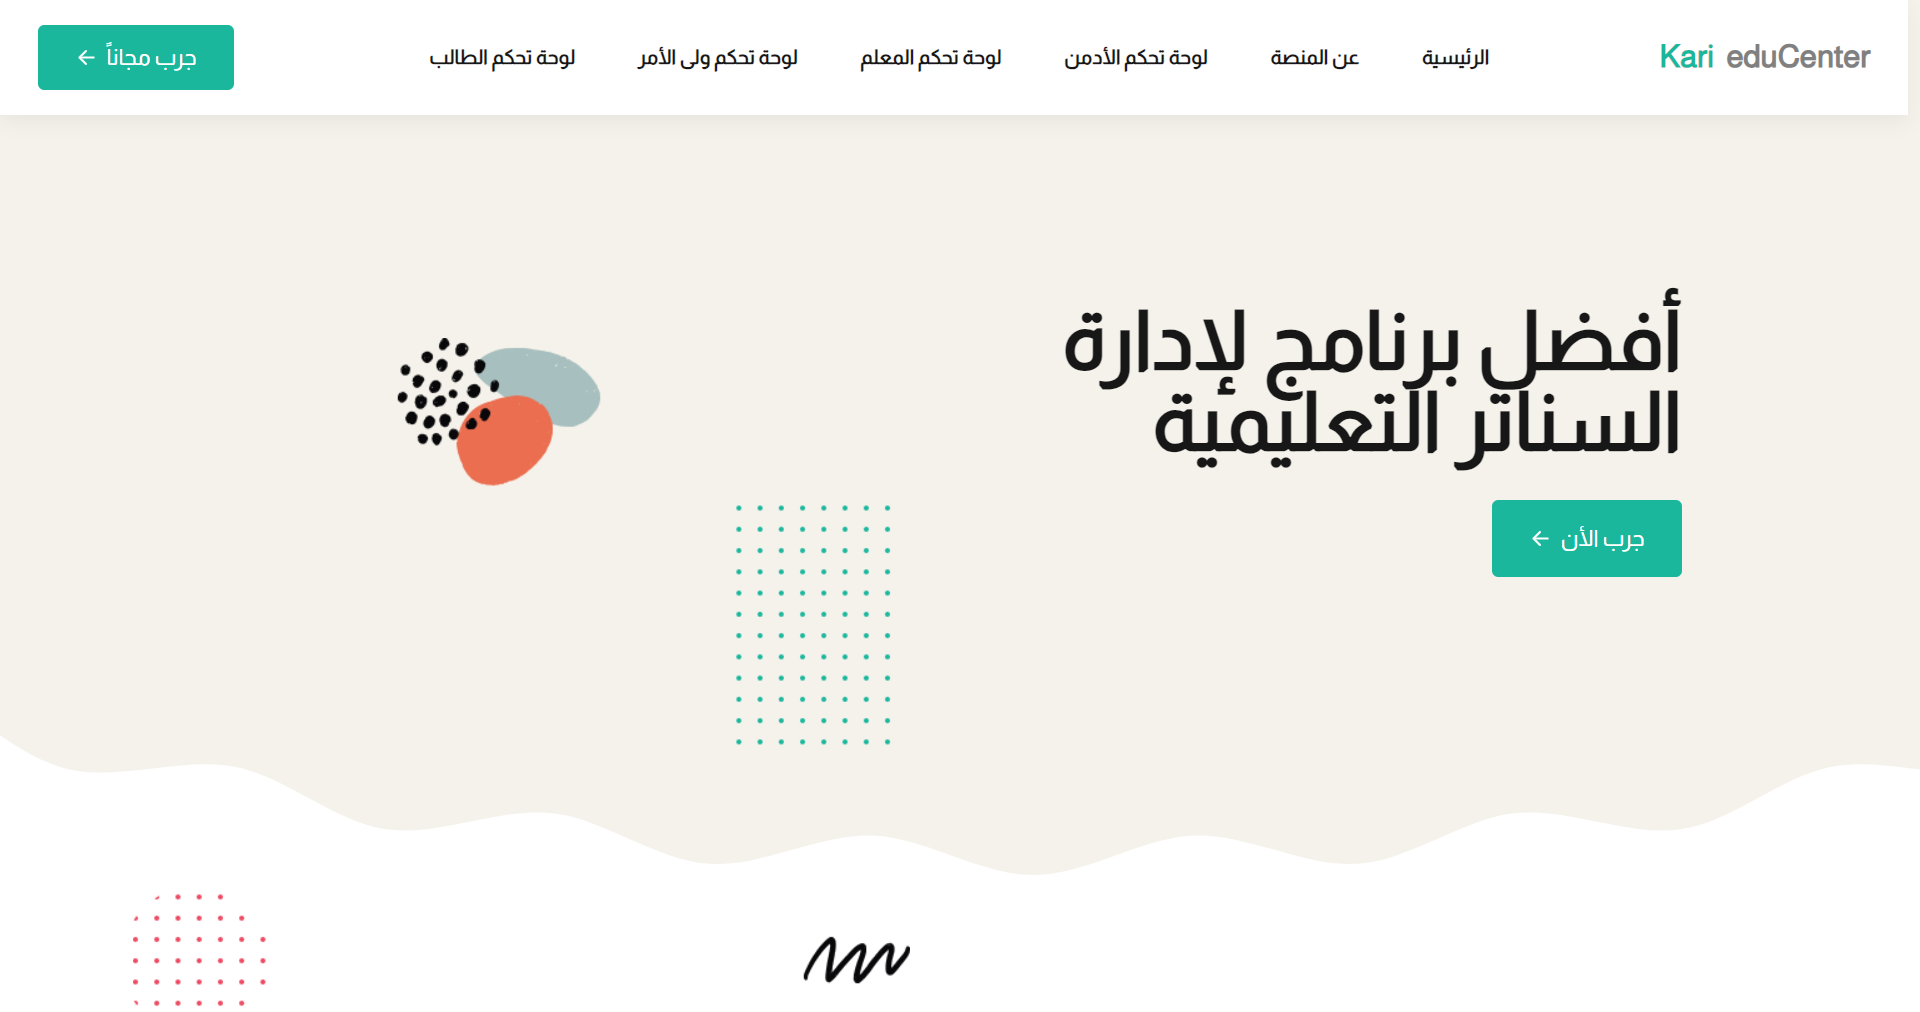 Kari eduCenter
الرئيسية
عن المنصة
لوحة تحكم الأدمن
لوحة تحكم المعلم
لوحة تحكم ولى الأمر
لوحة تحكم الطالب
جرب مجاناً
أفضل برنامج لإدارة
السناتر التعليمية
جرب الأن